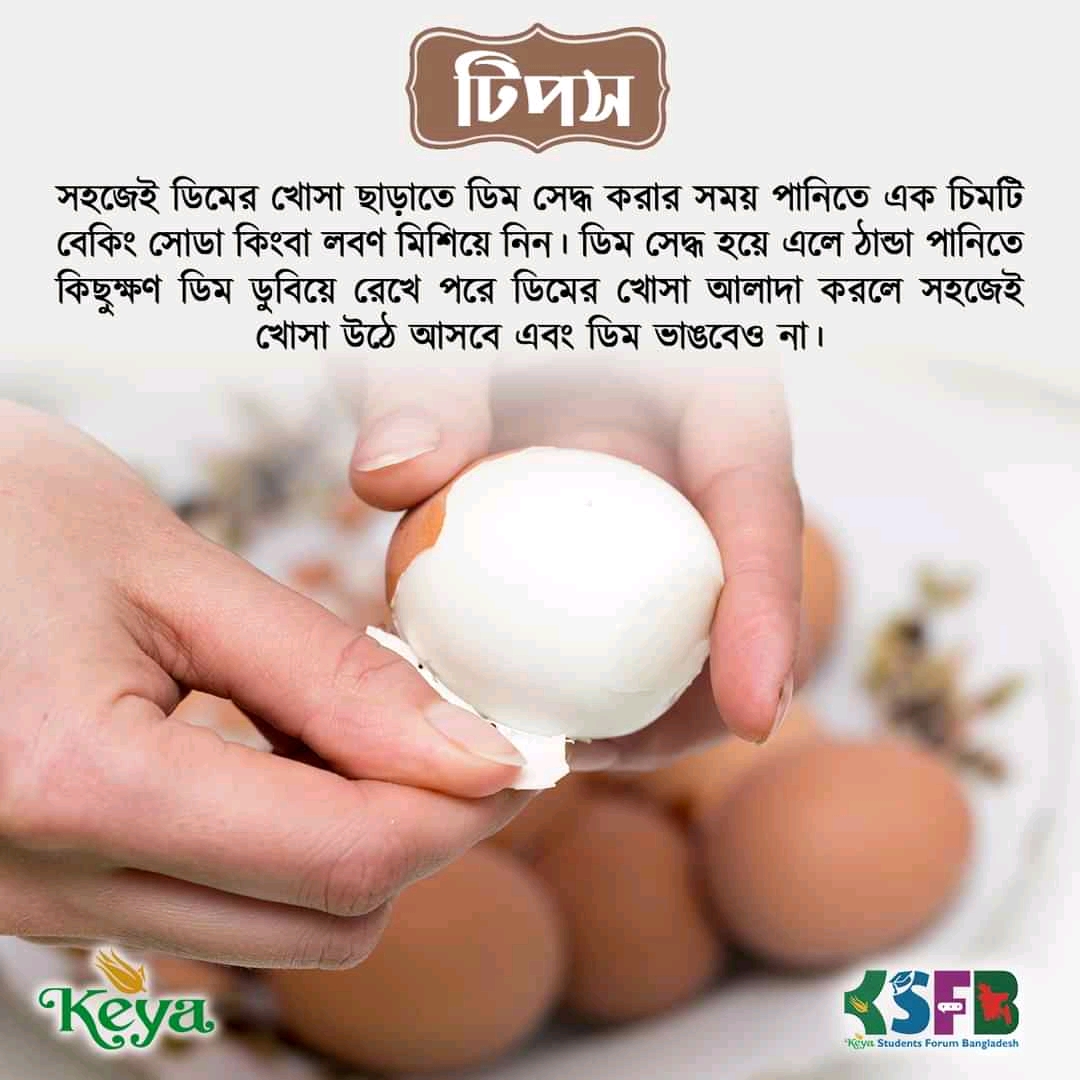 টিপস
সহজেই ডিমের খোসা ছাড়াতে ডিম সেদ্ধ করার সময় পানিতে এক চিমটি
বেকিং সোডা কিংবা লবণ মিশিয়ে নিন। ডিম সেদ্ধ হয়ে এলে ঠান্ডা পানিতে
কিছুক্ষণ ডিম ডুবিয়ে রেখে পরে ডিমের খোসা আলাদা করলে সহজেই
খোসা উঠে আসবে এবং ডিম ভাঙবেও না।
Keya
KSFB
Keya Students Forum Bangladesh